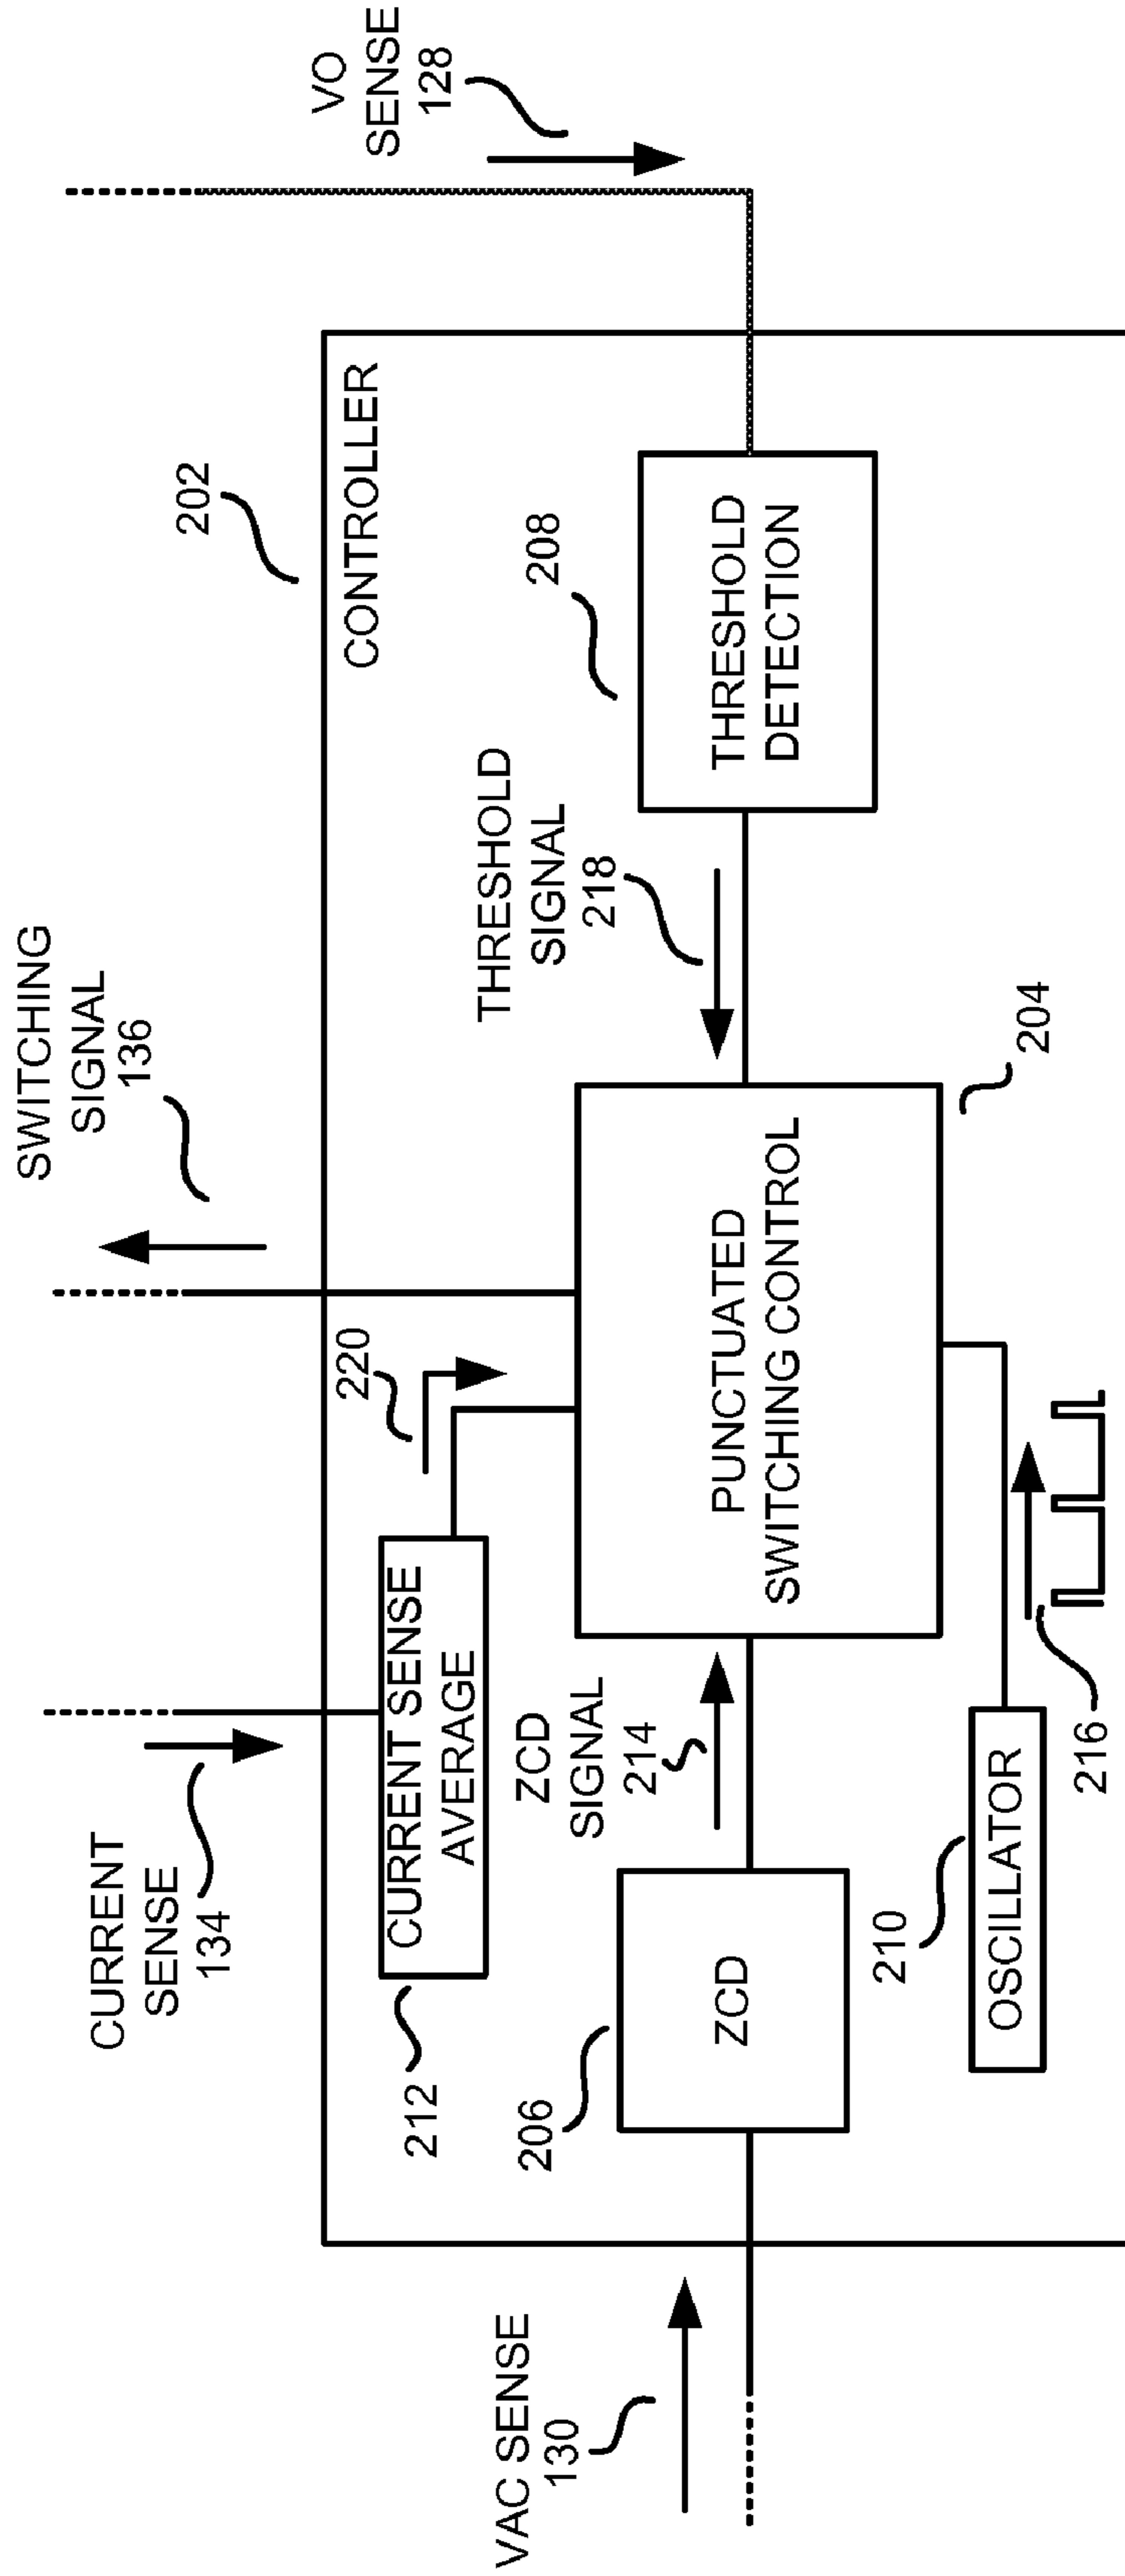 SWITCHING
SIGNAL
136
VO
SENSE
128
CURRENT
SENSE
134
202
CONTROLLER
220
212
CURRENT SENSE
AVERAGE
THRESHOLD
SIGNAL
218
208
VAC SENSE
130
206
ZCD
ZCD
SIGNAL
214
PUNCTUATED
SWITCHING CONTROL
THRESHOLD
DETECTION
204
210
OSCILLATOR
216